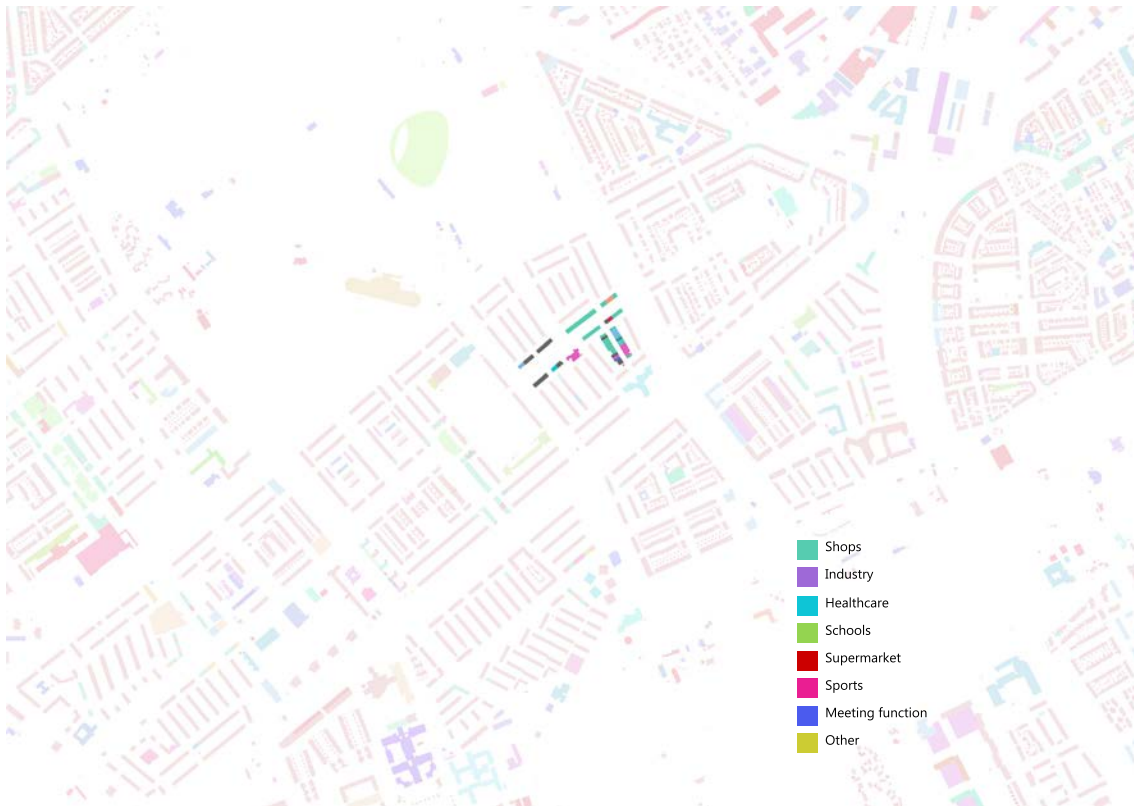 Shops
Industry
Healthcare
Schools
Supermarket
Sports
Meeting function
Other